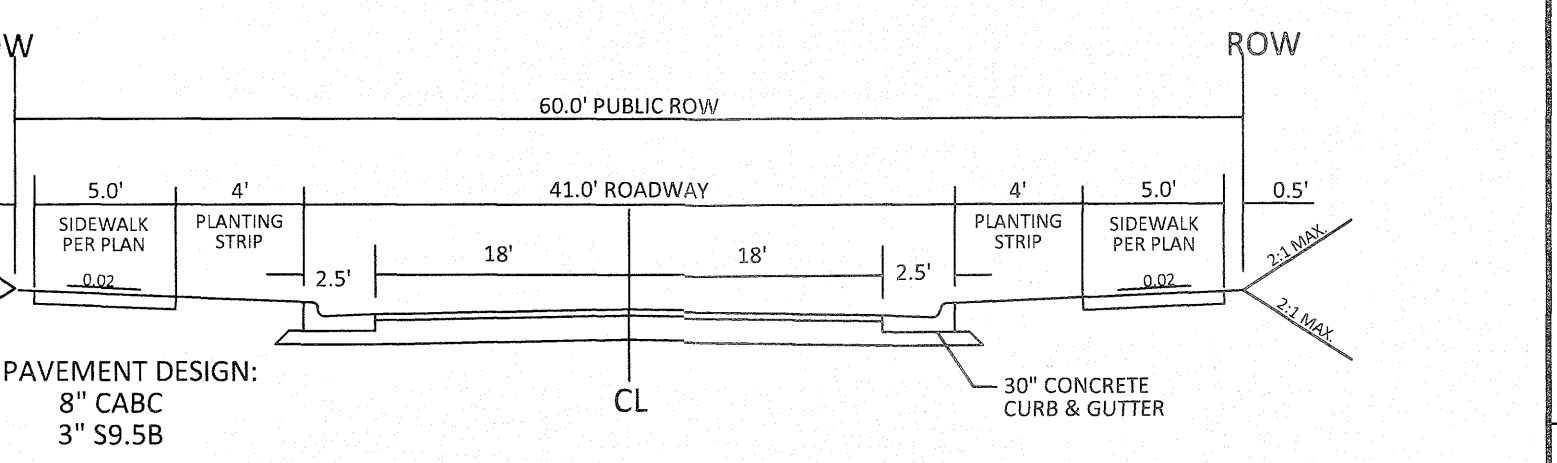 OW
ROW
60.0' PUBLIC ROW
5.0'
4'
41.0' ROADWAY
4'
5.0'
0.5'
SIDEWALK
PER PLAN
PLANTING
STRIP
PLANTING
STRIP
SIDEWALK
PER PLAN
2:1 MAX.
18'
18'
2.5'
2.5'
0.02
0.02
2:1 MAX.
PAVEMENT DESIGN:
8" CABC
3" S9.5B
CL
30" CONCRETE
CURB & GUTTER